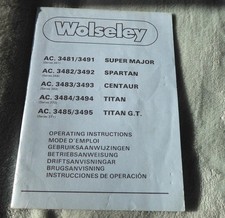 Wolseley
AC. 3481/3491 SUPER MAJOR
AC. 3482/3492 SPARTAN
AC. 3483/3493 CENTAUR
AC. 3484/3494 TITAN
AC. 3485/3495 TITAN G.T.
OPERATING INSTRUCTIONS
MODE D'EMPLOI
GEBRUIKSAANWIJZINGEN
BETRIEBSANWEISUNG
DRIFTSANVISNINGAR
BRUGSANVISNING
INSTRUCCIONES DE OPERACIÓN